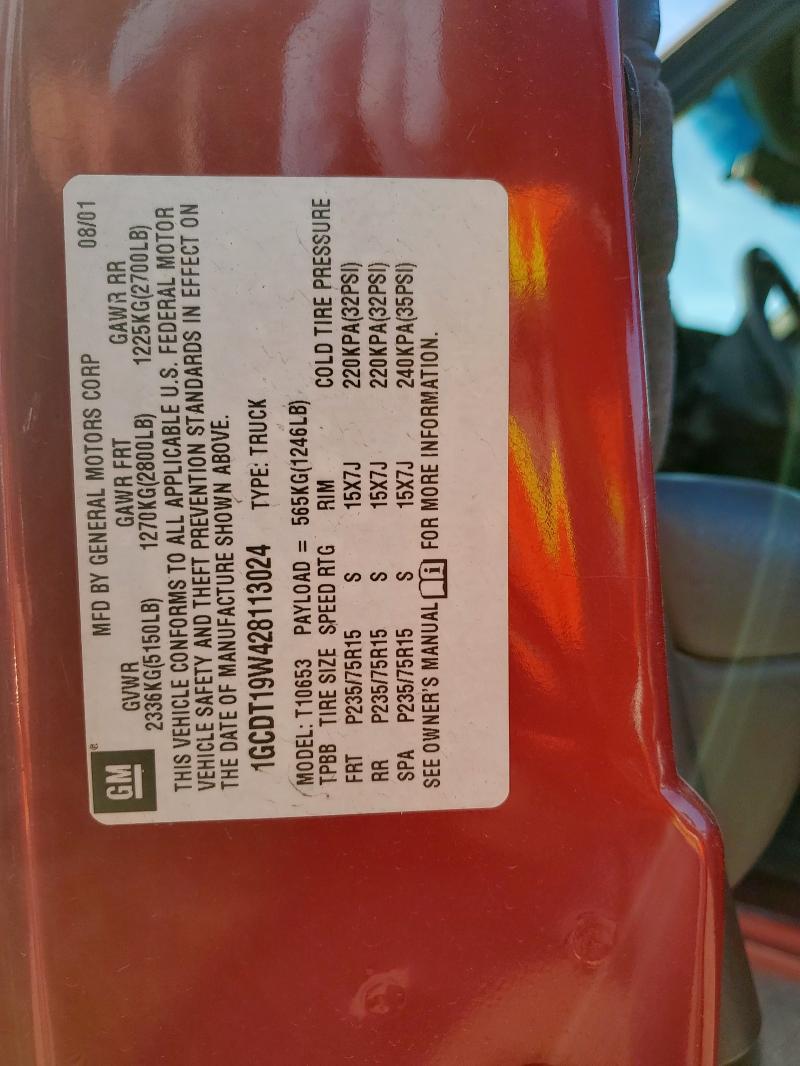 GM®
MFD BY GENERAL MOTORS CORP 08/01
GVWR GAWR FRT GAWR RR
2336KG(5150LB) 1270KG(2800LB) 1225KG(2700LB)
THIS VEHICLE CONFORMS TO ALL APPLICABLE U.S. FEDERAL MOTOR
VEHICLE SAFETY AND THEFT PREVENTION STANDARDS IN EFFECT ON
THE DATE OF MANUFACTURE SHOWN ABOVE.
1GCDT19W428113024 TYPE: TRUCK
MODEL: T10653 PAYLOAD = 565KG(1246LB)
TPBB TIRE SIZE SPEED RTG RIM COLD TIRE PRESSURE
FRT P235/75R15 S 15X7J 220KPA(32PSI)
RR P235/75R15 S 15X7J 220KPA(32PSI)
SPA P235/75R15 S 15X7J 240KPA(35PSI)
SEE OWNER'S MANUAL i FOR MORE INFORMATION.